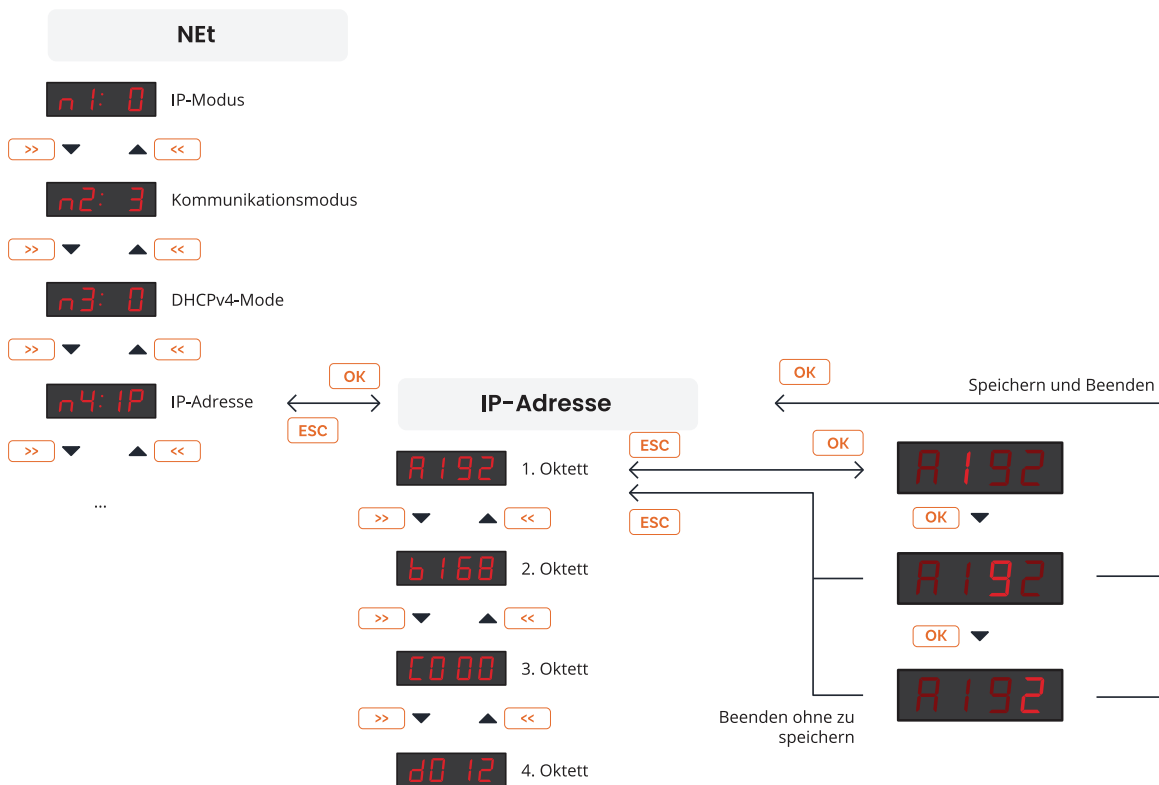 NEt
n1: 0 IP-Modus
>> <<
n2: 3 Kommunikationsmodus
>> <<
n3: 0 DHCPv4-Mode
>> <<
n4:IP IP-Adresse
>> <<
...
OK
ESC
IP-Adresse
A192 1. Oktett
>> <<
b168 2. Oktett
>> <<
C000 3. Oktett
>> <<
d012 4. Oktett
OK
Speichern und Beenden
ESC
OK
ESC
A192
OK
A192
OK
A192
Beenden ohne zu
speichern